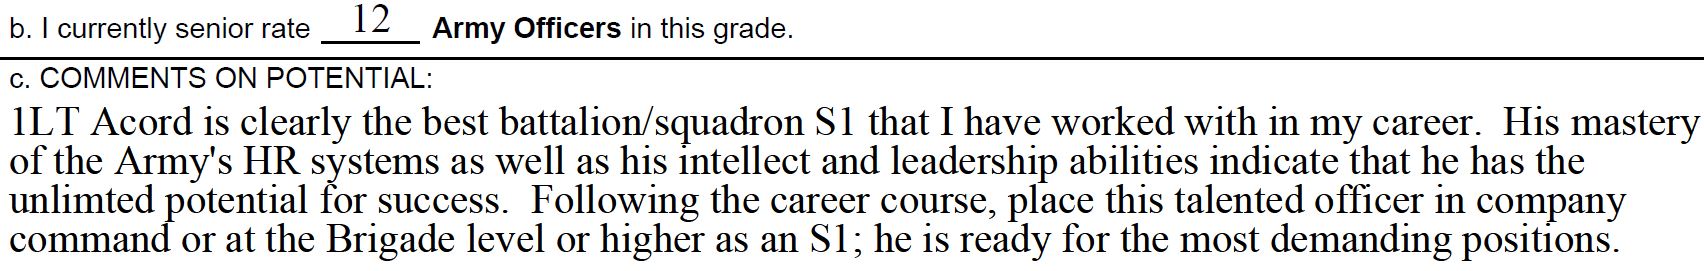 b. I currently senior rate 12 Army Officers in this grade.
c. COMMENTS ON POTENTIAL:
1LT Acord is clearly the best battalion/squadron S1 that I have worked with in my career.  His mastery
of the Army's HR systems as well as his intellect and leadership abilities indicate that he has the
unlimted potential for success.  Following the career course, place this talented officer in company
command or at the Brigade level or higher as an S1; he is ready for the most demanding positions.